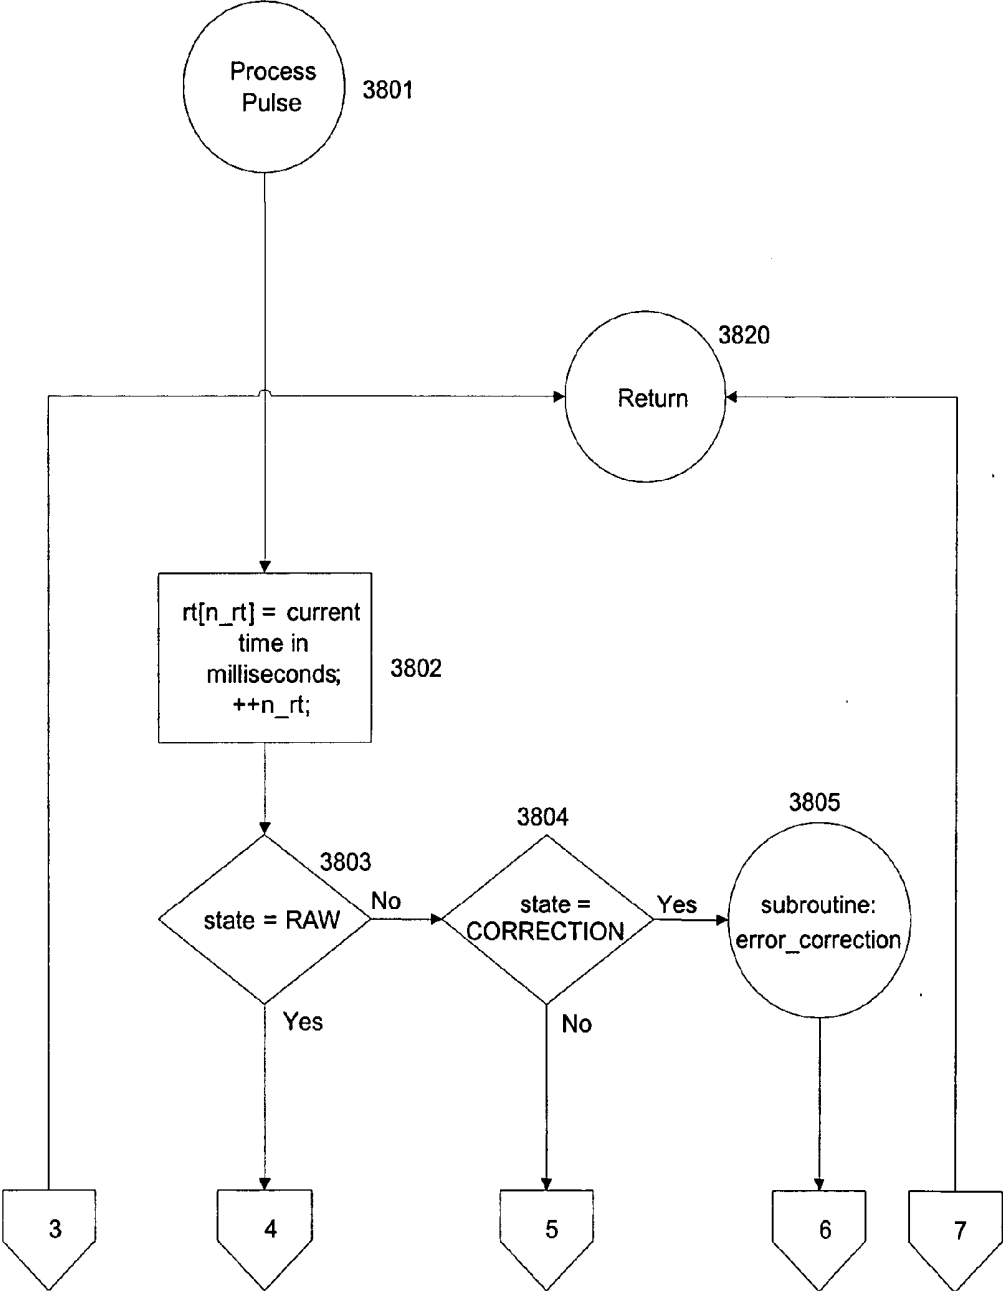 Process
Pulse
3801
3820
Return
rt[n_rt] = current
time in
milliseconds;
++n_rt;
3802
3805
3804
3803
No
state = RAW
state =
CORRECTION
Yes
subroutine:
error_correction
Yes
No
3
4
5
6
7